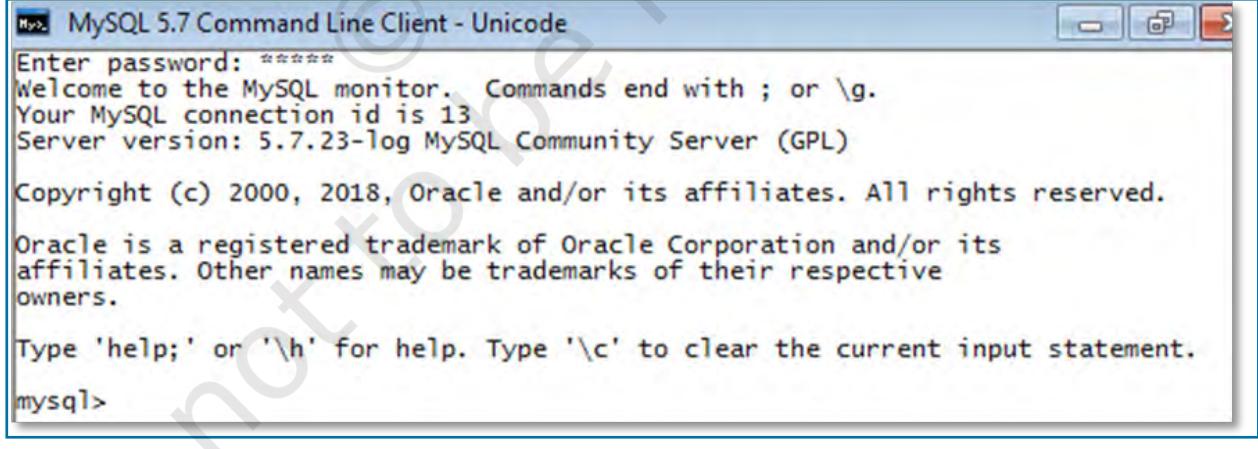 MySQL 5.7 Command Line Client - Unicode
Enter password: *****
Welcome to the MySQL monitor.  Commands end with ; or \g.
Your MySQL connection id is 13
Server version: 5.7.23-log MySQL Community Server (GPL)
Copyright (c) 2000, 2018, Oracle and/or its affiliates. All rights reserved.
Oracle is a registered trademark of Oracle Corporation and/or its
affiliates. Other names may be trademarks of their respective
owners.
Type 'help;' or '\h' for help. Type '\c' to clear the current input statement.
mysql>
not to be
©